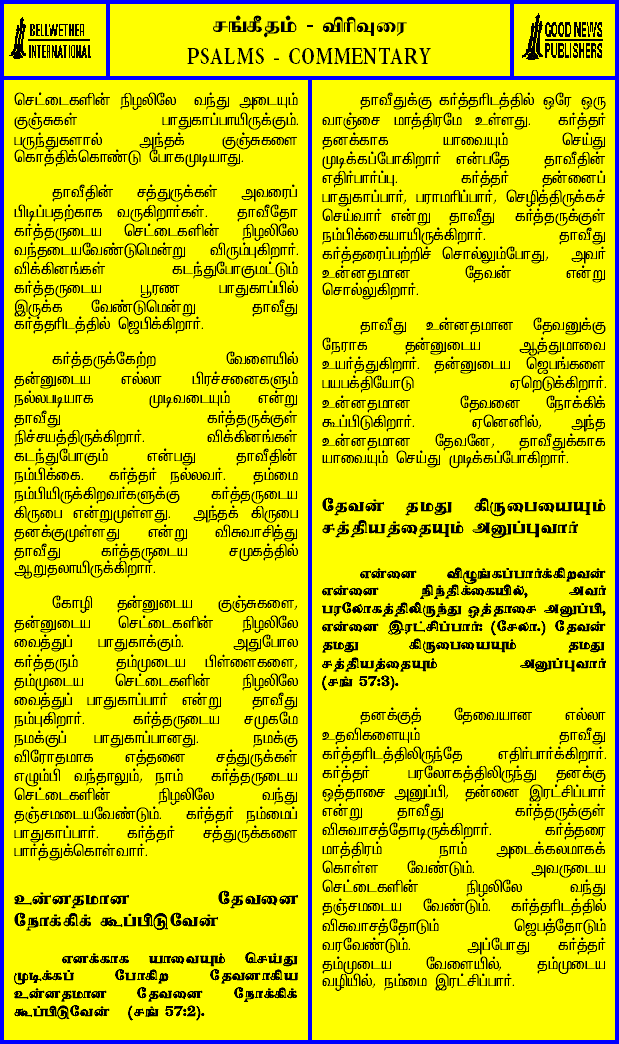 BELLWETHER
INTERNATIONAL
சங்கீதம் - விரிவுரை
PSALMS - COMMENTARY
GOOD NEWS
PUBLISHERS
செட்டைகளின் நிழலிலே வந்து அடையும்
குஞ்சுகள் பாதுகாப்பாயிருக்கும்.
பருந்துகளால் அந்தக் குஞ்சுகளை
கொத்திக்கொண்டு போகமுடியாது.
தாவீதின் சத்துருக்கள் அவரைப்
பிடிப்பதற்காக வருகிறார்கள். தாவீதோ
கர்த்தருடைய செட்டைகளின் நிழலிலே
வந்தடையவேண்டுமென்று விரும்புகிறார்.
விக்கினங்கள் கடந்துபோகுமட்டும்
கர்த்தருடைய பூரண பாதுகாப்பில்
இருக்க வேண்டுமென்று தாவீது
கர்த்தரிடத்தில் ஜெபிக்கிறார்.
கர்த்தருக்கேற்ற வேளையில்
தன்னுடைய எல்லா பிரச்சனைகளும்
நல்லபடியாக முடிவடையும் என்று
தாவீது கர்த்தருக்குள்
நிச்சயத்திருக்கிறார். விக்கினங்கள்
கடந்துபோகும் என்பது தாவீதின்
நம்பிக்கை. கர்த்தர் நல்லவர். தம்மை
நம்பியிருக்கிறவர்களுக்கு கர்த்தருடைய
கிருபை என்றுமுள்ளது. அந்தக் கிருபை
தனக்குமுள்ளது என்று விசுவாசித்து
தாவீது கர்த்தருடைய சமுகத்தில்
ஆறுதலாயிருக்கிறார்.
கோழி தன்னுடைய குஞ்சுகளை,
தன்னுடைய செட்டைகளின் நிழலிலே
வைத்துப் பாதுகாக்கும். அதுபோல
கர்த்தரும் தம்முடைய பிள்ளைகளை,
தம்முடைய செட்டைகளின் நிழலிலே
வைத்துப் பாதுகாப்பார் என்று தாவீது
நம்புகிறார். கர்த்தருடைய சமுகமே
நமக்குப் பாதுகாப்பானது. நமக்கு
விரோதமாக எத்தனை சத்துருக்கள்
எழும்பி வந்தாலும், நாம் கர்த்தருடைய
செட்டைகளின் நிழலிலே வந்து
தஞ்சமடையவேண்டும். கர்த்தர் நம்மைப்
பாதுகாப்பார். கர்த்தர் சத்துருக்களை
பார்த்துக்கொள்வார்.
உன்னதமான தேவனை
நோக்கிக் கூப்பிடுவேன்
எனக்காக யாவையும் செய்து
முடிக்கப் போகிற தேவனாகிய
உன்னதமான தேவனை நோக்கிக்
கூப்பிடுவேன் (சங் 57:2).
தாவீதுக்கு கர்த்தரிடத்தில் ஒரே ஒரு
வாஞ்சை மாத்திரமே உள்ளது. கர்த்தர்
தனக்காக யாவையும் செய்து
முடிக்கப்போகிறார் என்பதே தாவீதின்
எதிர்பார்ப்பு. கர்த்தர் தன்னைப்
பாதுகாப்பார், பராமரிப்பார், செழித்திருக்கச்
செய்வார் என்று தாவீது கர்த்தருக்குள்
நம்பிக்கையாயிருக்கிறார். தாவீது
கர்த்தரைப்பற்றிச் சொல்லும்போது, அவர்
உன்னதமான தேவன் என்று
சொல்லுகிறார்.
தாவீது உன்னதமான தேவனுக்கு
நேராக தன்னுடைய ஆத்துமாவை
உயர்த்துகிறார். தன்னுடைய ஜெபங்களை
பயபக்தியோடு ஏறெடுக்கிறார்.
உன்னதமான தேவனை நோக்கிக்
கூப்பிடுகிறார். ஏனெனில், அந்த
உன்னதமான தேவனே, தாவீதுக்காக
யாவையும் செய்து முடிக்கப்போகிறார்.
தேவன் தமது கிருபையையும்
சத்தியத்தையும் அனுப்புவார்
என்னை விழுங்கப்பார்க்கிறவன்
என்னை நிந்திக்கையில், அவர்
பரலோகத்திலிருந்து ஒத்தாசை அனுப்பி,
என்னை இரட்சிப்பார்: (சேலா.) தேவன்
தமது கிருபையையும் தமது
சத்தியத்தையும் அனுப்புவார்
(சங் 57:3).
தனக்குத் தேவையான எல்லா
உதவிகளையும் தாவீது
கர்த்தரிடத்திலிருந்தே எதிர்பார்க்கிறார்.
கர்த்தர் பரலோகத்திலிருந்து தனக்கு
ஒத்தாசை அனுப்பி, தன்னை இரட்சிப்பார்
என்று தாவீது கர்த்தருக்குள்
விசுவாசத்தோடிருக்கிறார். கர்த்தரை
மாத்திரம் நாம் அடைக்கலமாகக்
கொள்ள வேண்டும். அவருடைய
செட்டைகளின் நிழலிலே வந்து
தஞ்சமடைய வேண்டும். கர்த்தரிடத்தில்
விசுவாசத்தோடும் ஜெபத்தோடும்
வரவேண்டும். அப்போது கர்த்தர்
தம்முடைய வேளையில், தம்முடைய
வழியில், நம்மை இரட்சிப்பார்.